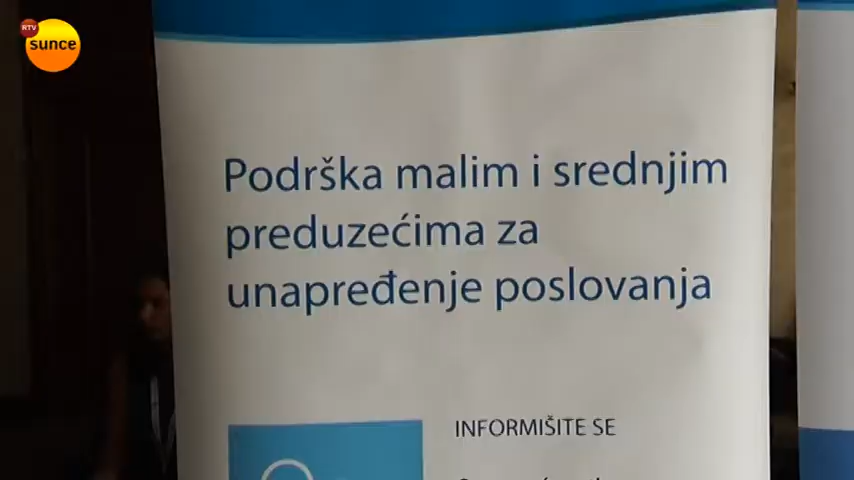 RTV
sunce
Podrška malim i srednjim
preduzećima za
unapređenje poslovanja
INFORMIŠITE SE